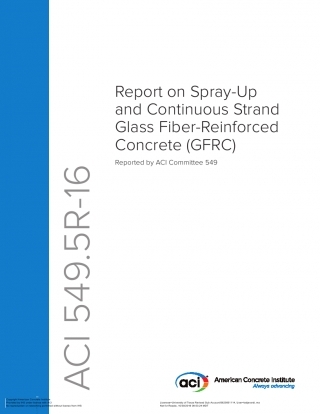 Report on Spray-Up
and Continuous Strand
Glass Fiber-Reinforced
Concrete (GFRC)
Reported by ACI Committee 549
ACI 549.5R-16
aci
American Concrete Institute
Always advancing